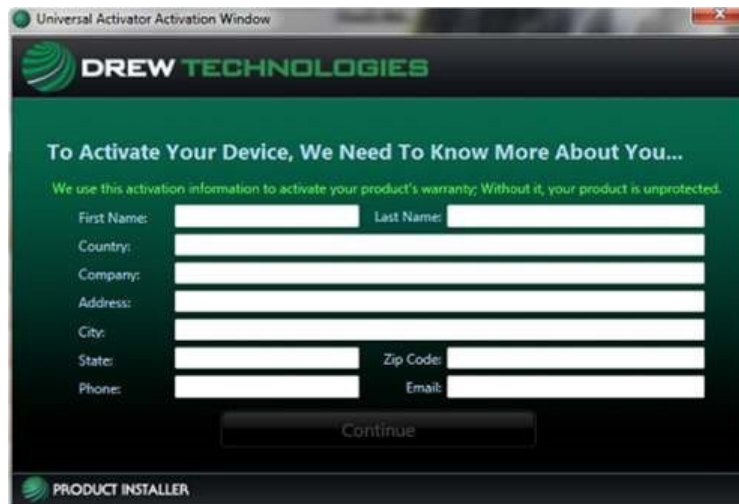 Universal Activator Activation Window
DREW TECHNOLOGIES
To Activate Your Device, We Need To Know More About You...
We use this activation information to activate your product's warranty; Without it, your product is unprotected.
First Name: Last Name:
Country:
Company:
Address:
City:
State: Zip Code:
Phone: Email:
Continue
PRODUCT INSTALLER